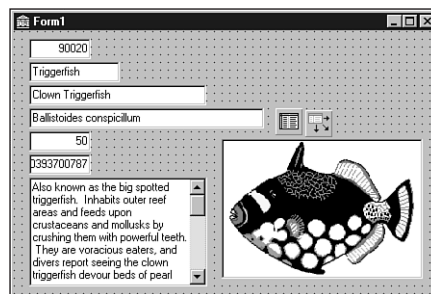 Form1
90020
Triggerfish
Clown Triggerfish
Ballistoides conspicillum
50
0393700787
Also known as the big spotted
triggerfish. Inhabits outer reef
areas and feeds upon
crustaceans and mollusks by
crushing them with powerful teeth.
They are voracious eaters, and
divers report seeing the clown
triggerfish devour beds of pearl